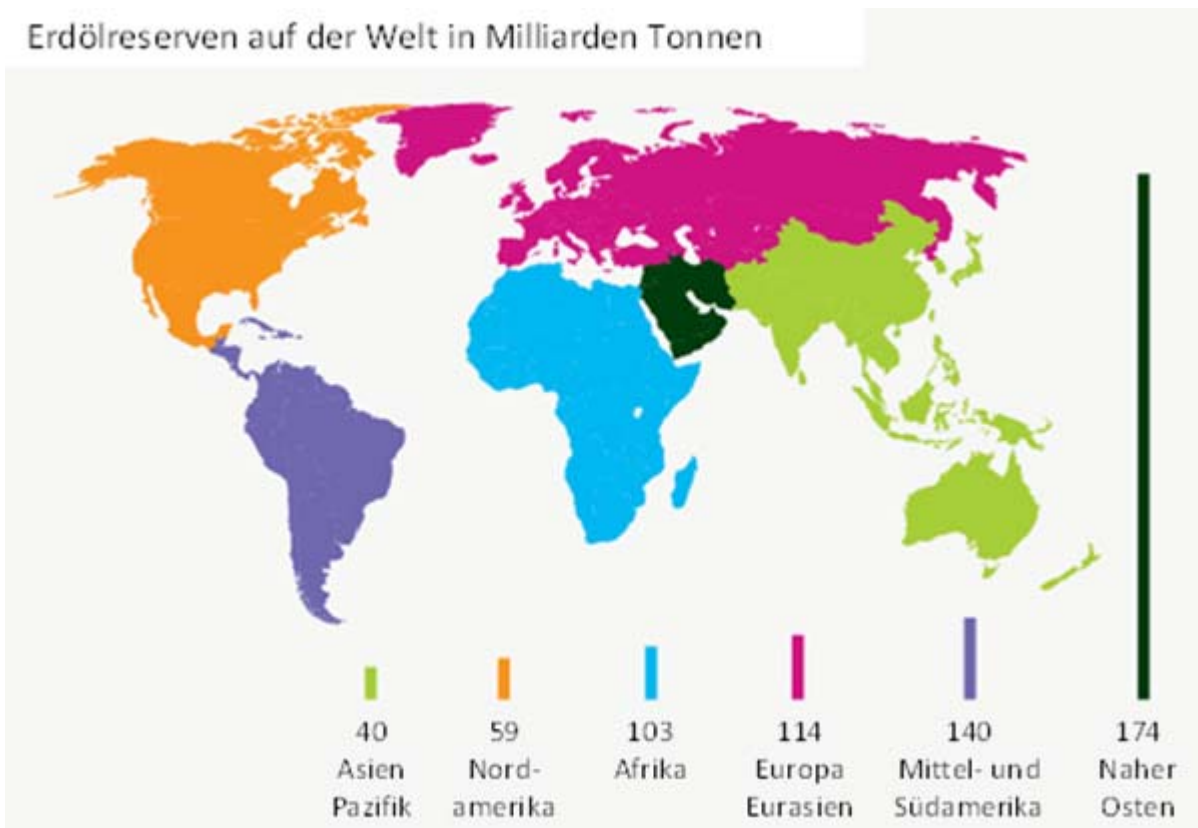 Erdölreserven auf der Welt in Milliarden Tonnen
40
Asien
Pazifik
59
Nord-
amerika
103
Afrika
114
Europa
Eurasien
140
Mittel- und
Südamerika
174
Naher
Osten